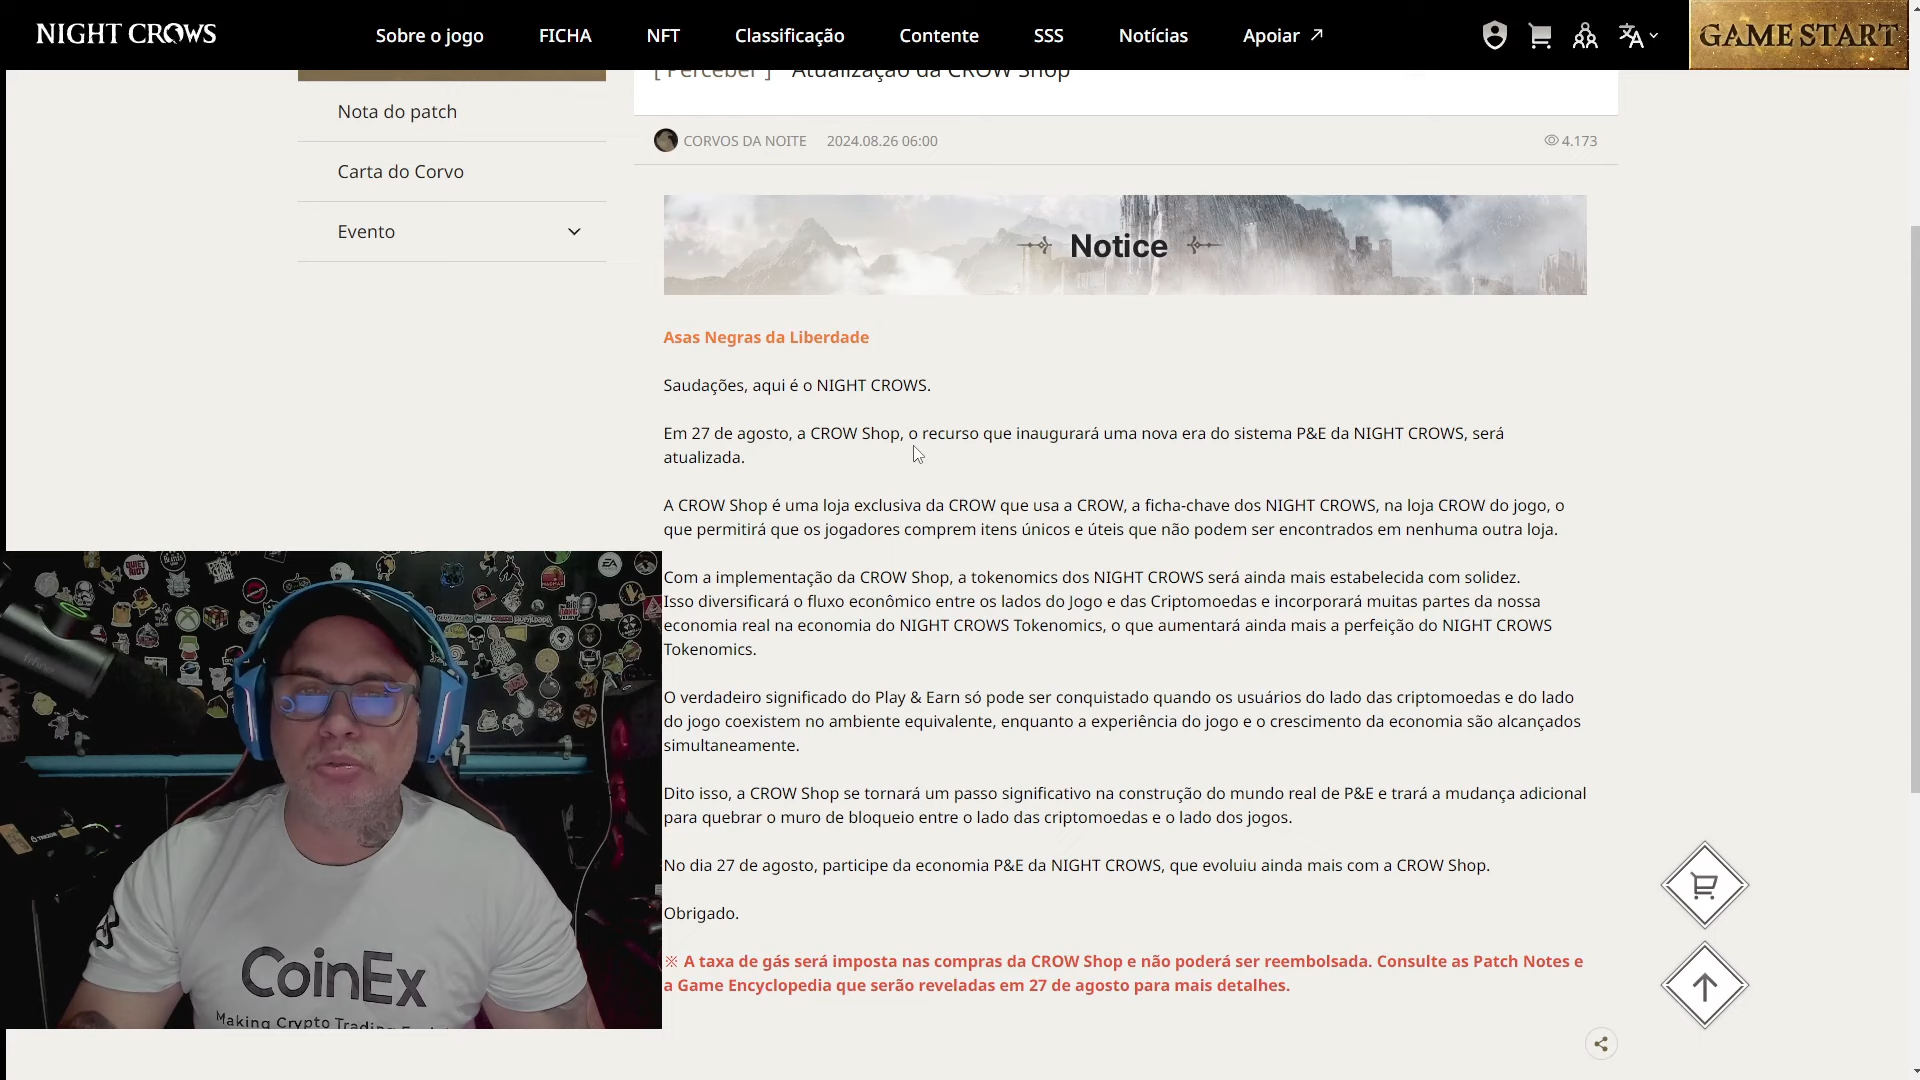 NIGHT CROWS
Sobre o jogo
FICHA
NFT
Classificação
Contente
SSS
Notícias
Apoiar
GAME START
[ Perceber ] Atualização da CROW Shop
Nota do patch
Carta do Corvo
Evento
CORVOS DA NOITE 2024.08.26 06:00 4.173
Notice
Asas Negras da Liberdade
Saudações, aqui é o NIGHT CROWS.
Em 27 de agosto, a CROW Shop, o recurso que inaugurará uma nova era do sistema P&E da NIGHT CROWS, será
atualizada.
A CROW Shop é uma loja exclusiva da CROW que usa a CROW, a ficha-chave dos NIGHT CROWS, na loja CROW do jogo, o
que permitirá que os jogadores comprem itens únicos e úteis que não podem ser encontrados em nenhuma outra loja.
Com a implementação da CROW Shop, a tokenomics dos NIGHT CROWS será ainda mais estabelecida com solidez.
Isso diversificará o fluxo econômico entre os lados do Jogo e das Criptomoedas e incorporará muitas partes da nossa
economia real na economia do NIGHT CROWS Tokenomics, o que aumentará ainda mais a perfeição do NIGHT CROWS
Tokenomics.
O verdadeiro significado do Play & Earn só pode ser conquistado quando os usuários do lado das criptomoedas e do lado
do jogo coexistem no ambiente equivalente, enquanto a experiência do jogo e o crescimento da economia são alcançados
simultaneamente.
Dito isso, a CROW Shop se tornará um passo significativo na construção do mundo real de P&E e trará a mudança adicional
para quebrar o muro de bloqueio entre o lado das criptomoedas e o lado dos jogos.
No dia 27 de agosto, participe da economia P&E da NIGHT CROWS, que evoluiu ainda mais com a CROW Shop.
Obrigado.
※ A taxa de gás será imposta nas compras da CROW Shop e não poderá ser reembolsada. Consulte as Patch Notes e
a Game Encyclopedia que serão reveladas em 27 de agosto para mais detalhes.
QUIET RIOT
EA
CoinEx
Making Crypto Trading